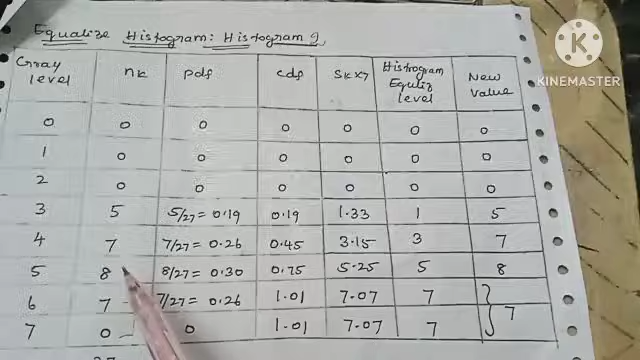 Equalize Histogram: Histogram 2
Gray level nk pdf cdf Sk×7 Histogram Equliz level New Value
0 0 0 0 0 0 0
1 0 0 0 0 0 0
2 0 0 0 0 0 0
3 5 5/27 = 0.19 0.19 1.33 1 5
4 7 7/27 = 0.26 0.45 3.15 3 7
5 8 8/27 = 0.30 0.75 5.25 5 8
6 7 7/27 = 0.26 1.01 7.07 7 7
7 0 0 1.01 7.07 7
KINEMASTER